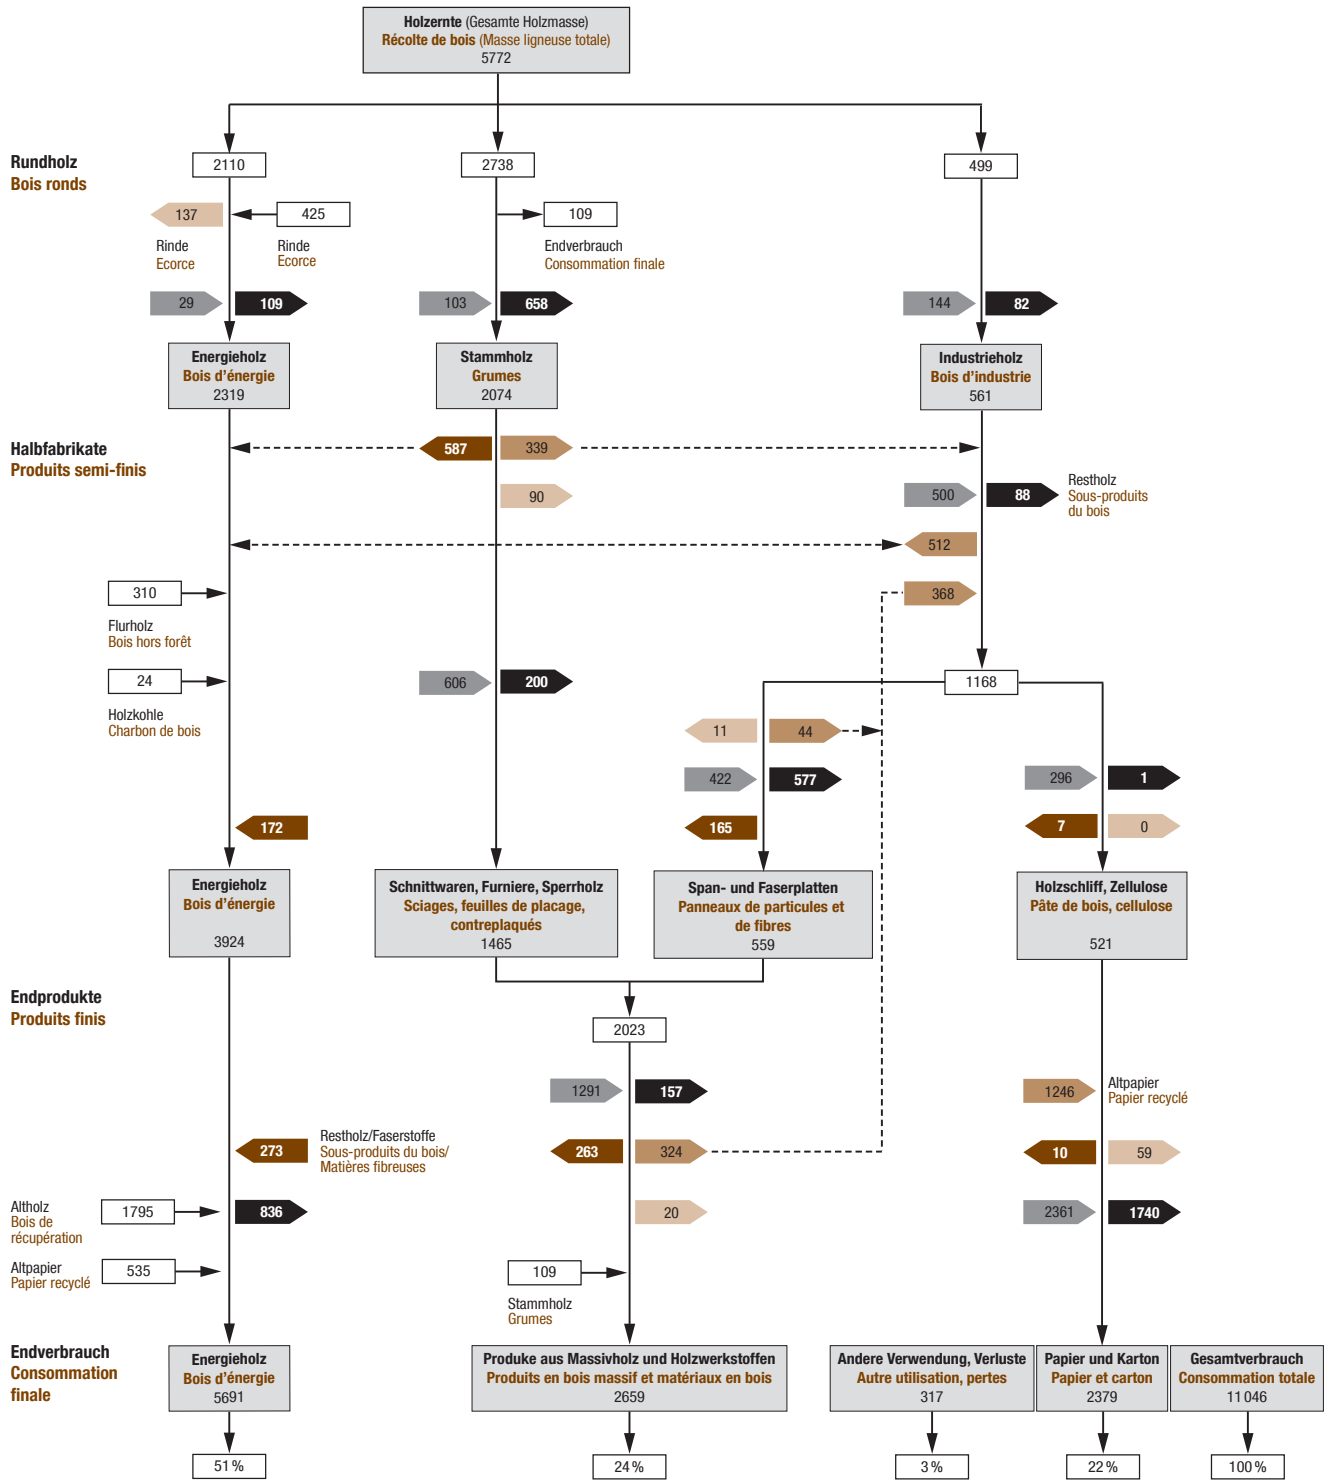 Holzernte (Gesamte Holzmasse)
Récolte de bois (Masse ligneuse totale)
5772
Rundholz
Bois ronds
2110
2738
499
137
425
109
Rinde
Ecorce
Rinde
Ecorce
Endverbrauch
Consommation finale
29
109
103
658
144
82
Energieholz
Bois d'énergie
2319
Stammholz
Grumes
2074
Industrieholz
Bois d'industrie
561
Halbfabrikate
Produits semi-finis
587
339
90
500
88
Restholz
Sous-produits
du bois
512
310
368
Flurholz
Bois hors forêt
24
606
200
1168
Holzkohle
Charbon de bois
11
44
422
577
296
1
172
165
7
0
Energieholz
Bois d'énergie
3924
Schnittwaren, Furniere, Sperrholz
Sciages, feuilles de placage,
contreplaqués
1465
Span- und Faserplatten
Panneaux de particules et
de fibres
559
Holzschliff, Zellulose
Pâte de bois, cellulose
521
Endprodukte
Produits finis
2023
1291
157
1246
Altpapier
Papier recyclé
273
Restholz/Faserstoffe
Sous-produits du bois/
Matières fibreuses
263
324
10
59
Altholz
Bois de
récupération
1795
836
20
2361
1740
Altpapier
Papier recyclé
535
109
Stammholz
Grumes
Endverbrauch
Consommation
finale
Energieholz
Bois d'énergie
5691
Produke aus Massivholz und Holzwerkstoffen
Produits en bois massif et matériaux en bois
2659
Andere Verwendung, Verluste
Autre utilisation, pertes
317
Papier und Karton
Papier et carton
2379
Gesamtverbrauch
Consommation totale
11 046
51 %
24 %
3 %
22 %
100 %